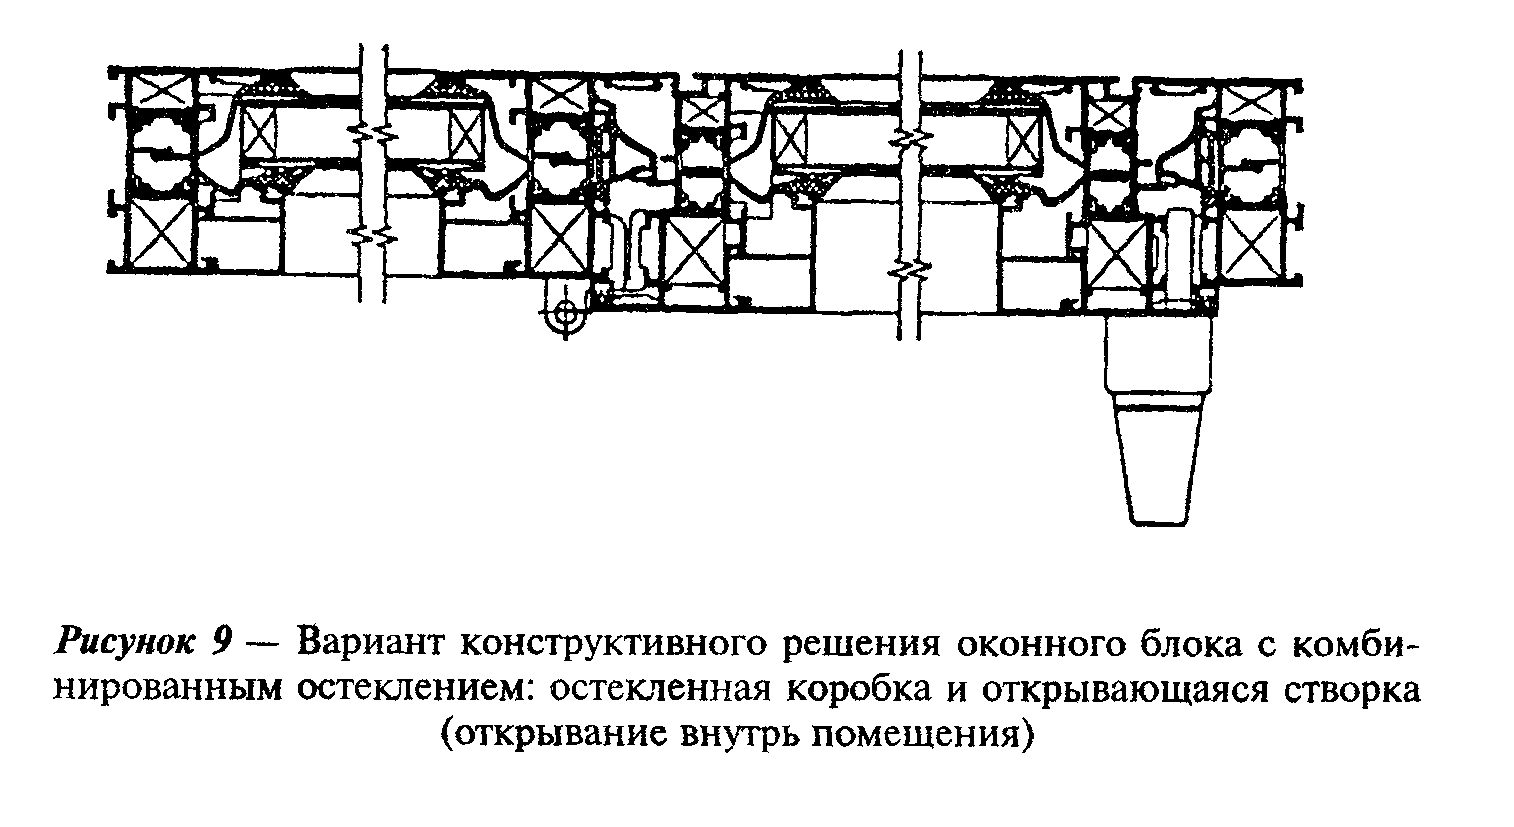 Рисунок 9 — Вариант конструктивного решения оконного блока с комби-
нированным остеклением: остекленная коробка и открывающаяся створка
(открывание внутрь помещения)